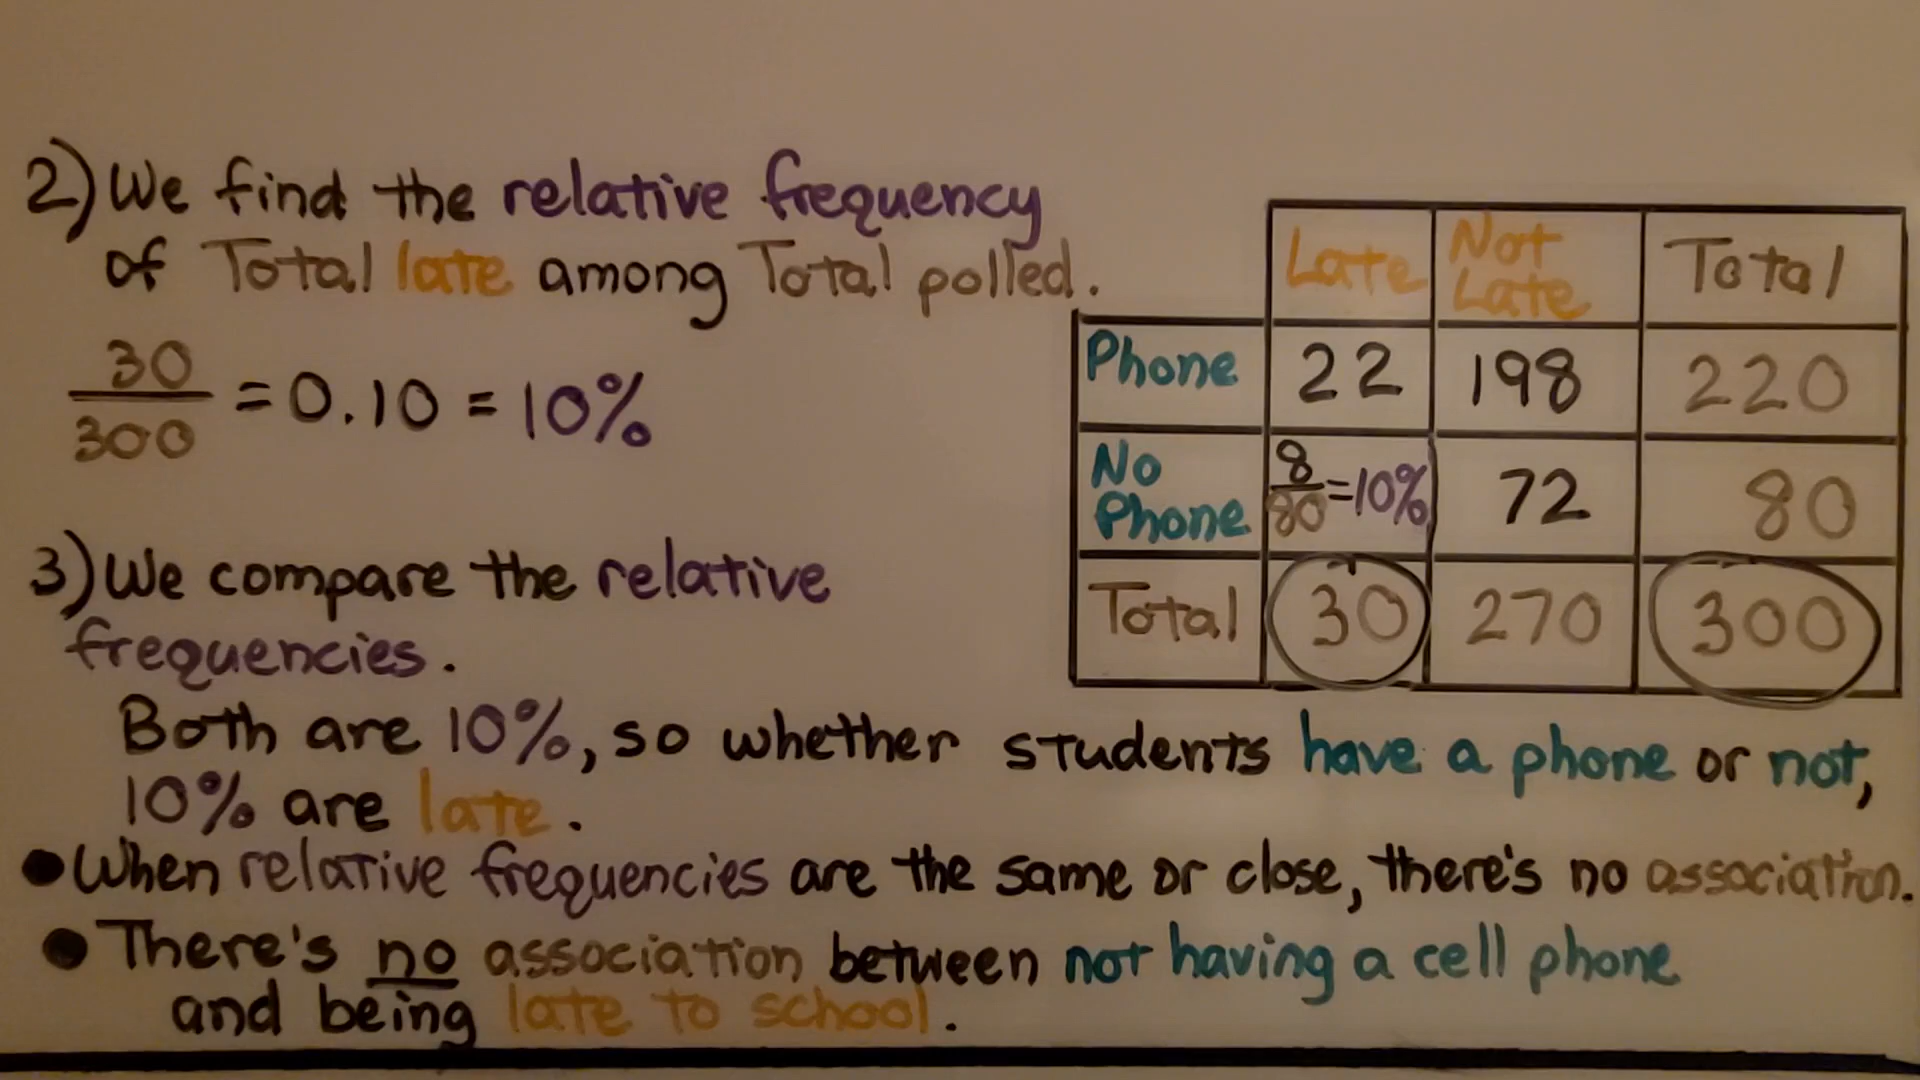 2) We find the relative frequency
of Total late among Total polled.
30
300
= 0.10 = 10%
3) We compare the relative
frequencies.
Late Not Late Total
Phone 22 198 220
No Phone 8/80 = 10% 72 80
Total 30 270 300
Both are 10%, so whether students have a phone or not,
10% are late.
• When relative frequencies are the same or close, there's no association.
• There's no association between not having a cell phone
and being late to school.